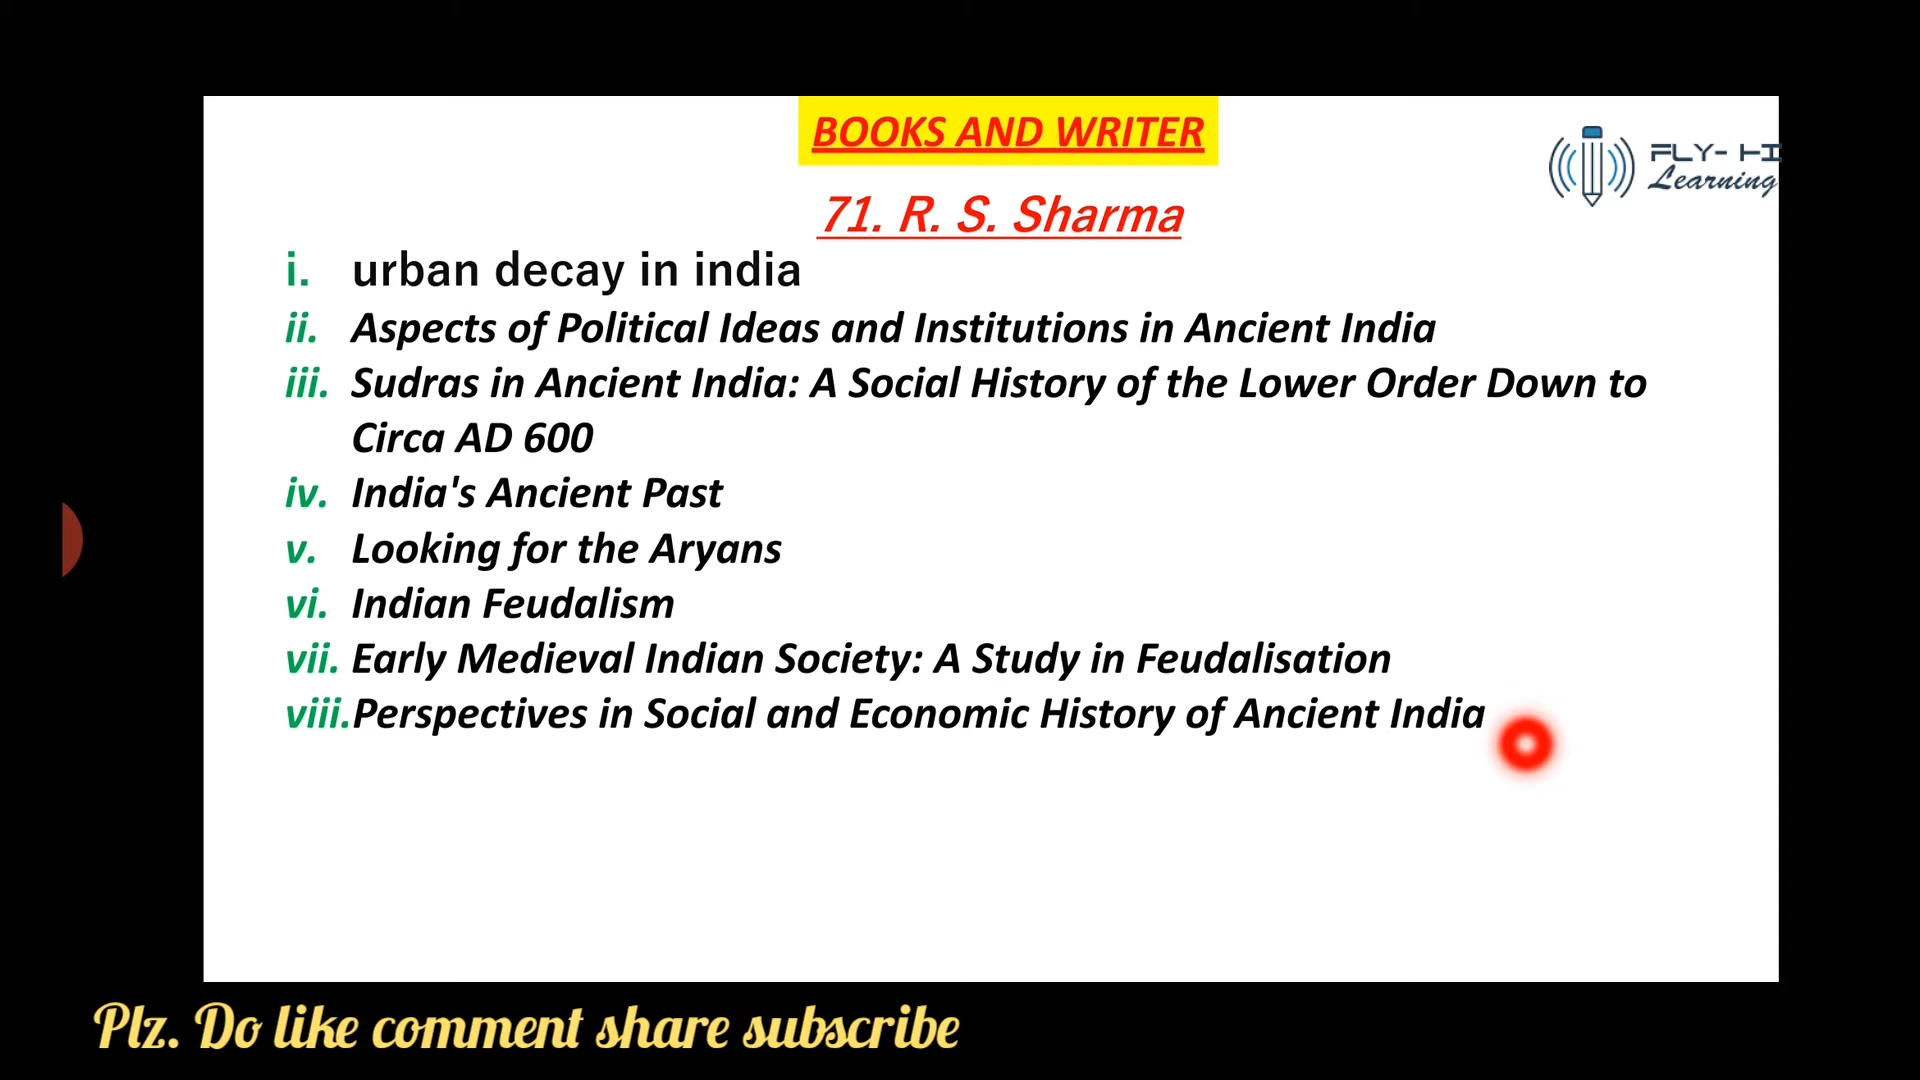 BOOKS AND WRITER
FLY- HI
Learning
71. R. S. Sharma
i. urban decay in india
ii. Aspects of Political Ideas and Institutions in Ancient India
iii. Sudras in Ancient India: A Social History of the Lower Order Down to
Circa AD 600
iv. India's Ancient Past
v. Looking for the Aryans
vi. Indian Feudalism
vii. Early Medieval Indian Society: A Study in Feudalisation
viii. Perspectives in Social and Economic History of Ancient India
Plz. Do like comment share subscribe